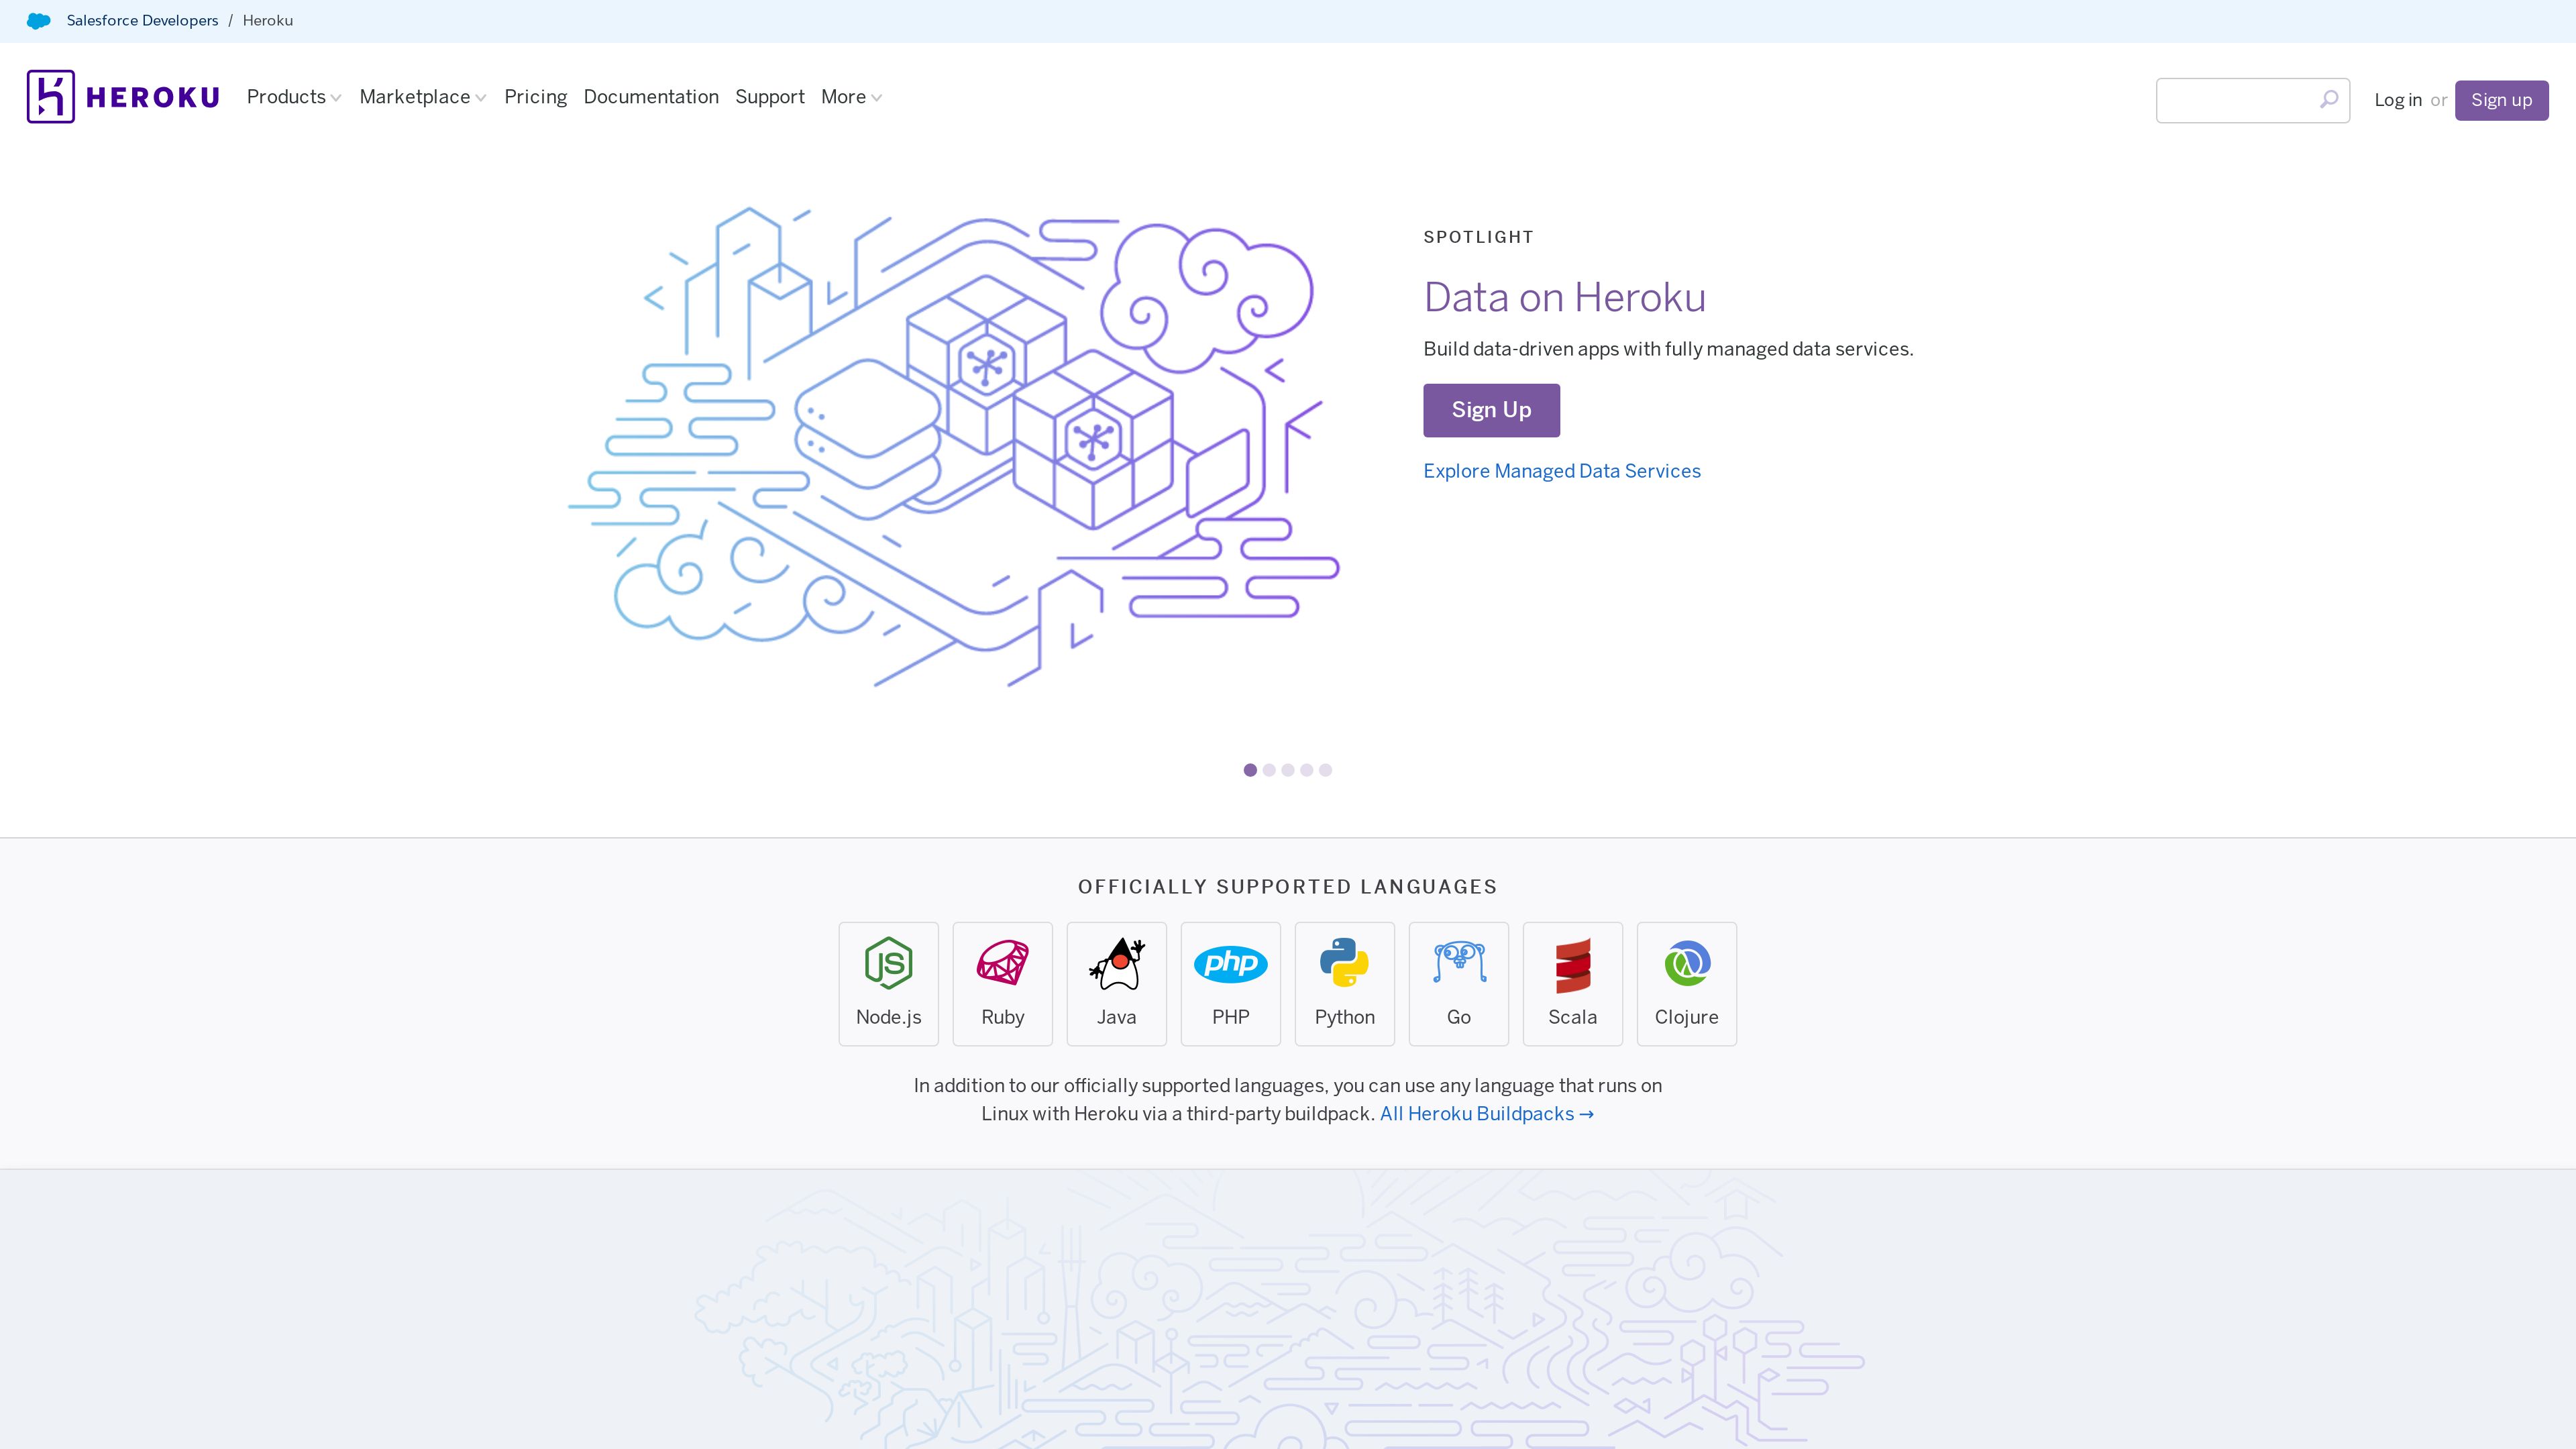 Salesforce Developers / Heroku
HEROKU Products Marketplace Pricing Documentation Support More Log in or Sign up
SPOTLIGHT
Data on Heroku
Build data-driven apps with fully managed data services.
Sign Up
Explore Managed Data Services
OFFICIALLY SUPPORTED LANGUAGES
JS php
Node.js Ruby Java PHP Python Go Scala Clojure
In addition to our officially supported languages, you can use any language that runs on
Linux with Heroku via a third-party buildpack. All Heroku Buildpacks →